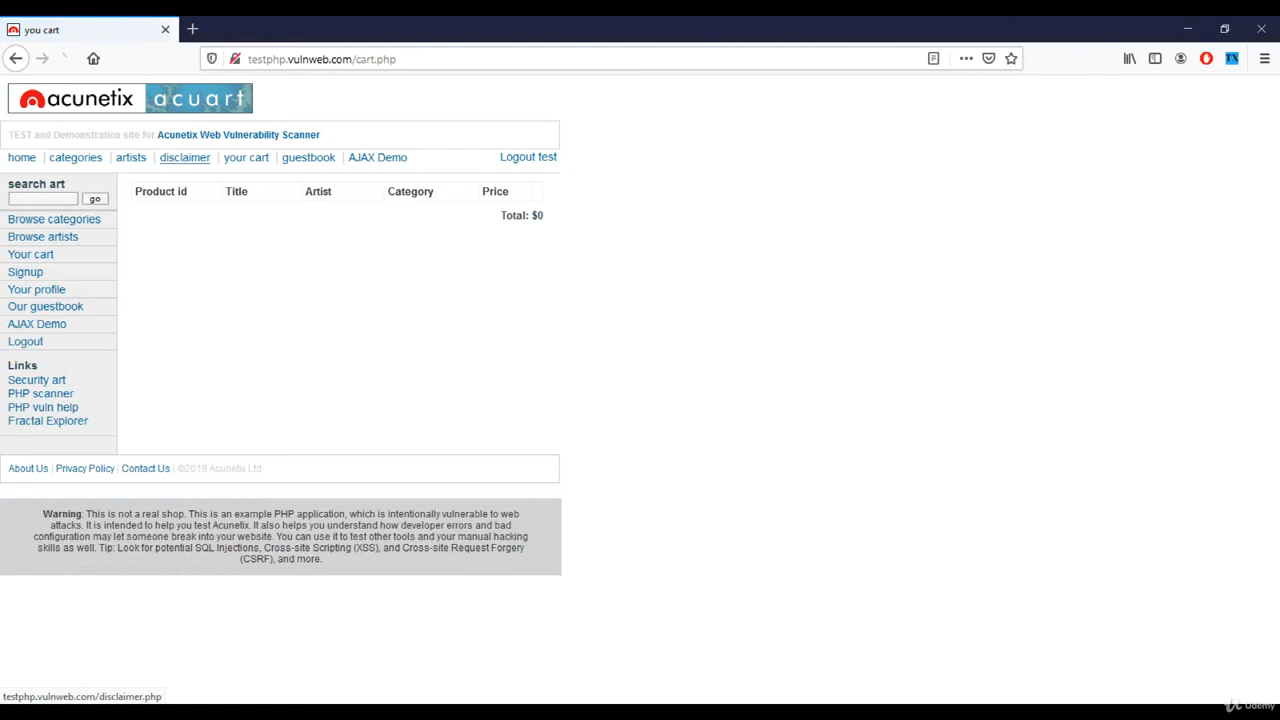 you cart
testphp.vulnweb.com/cart.php
TX
acunetix acuart
TEST and Demonstration site for Acunetix Web Vulnerability Scanner
home | categories | artists | disclaimer | your cart | guestbook | AJAX Demo
Logout test
search art
go
Browse categories
Browse artists
Your cart
Signup
Your profile
Our guestbook
AJAX Demo
Logout
Links
Security art
PHP scanner
PHP vuln help
Fractal Explorer
Product id Title Artist Category Price
Total: $0
About Us | Privacy Policy | Contact Us | ©2019 Acunetix Ltd
Warning: This is not a real shop. This is an example PHP application, which is intentionally vulnerable to web
attacks. It is intended to help you test Acunetix. It also helps you understand how developer errors and bad
configuration may let someone break into your website. You can use it to test other tools and your manual hacking
skills as well. Tip: Look for potential SQL Injections, Cross-site Scripting (XSS), and Cross-site Request Forgery
(CSRF), and more.
testphp.vulnweb.com/disclaimer.php
Udemy